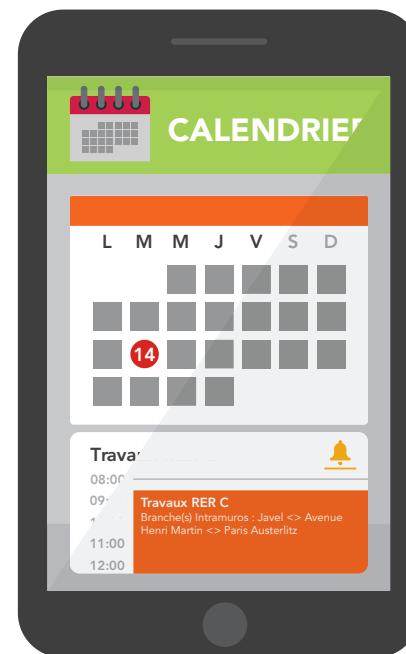 CALENDRIER
L M M J V S D
14
Trava
08:00
09:
Travaux RER C
Branche(s) Intramuros : Javel <> Avenue
Henri Martin <> Paris Austerlitz
11:00
12:00